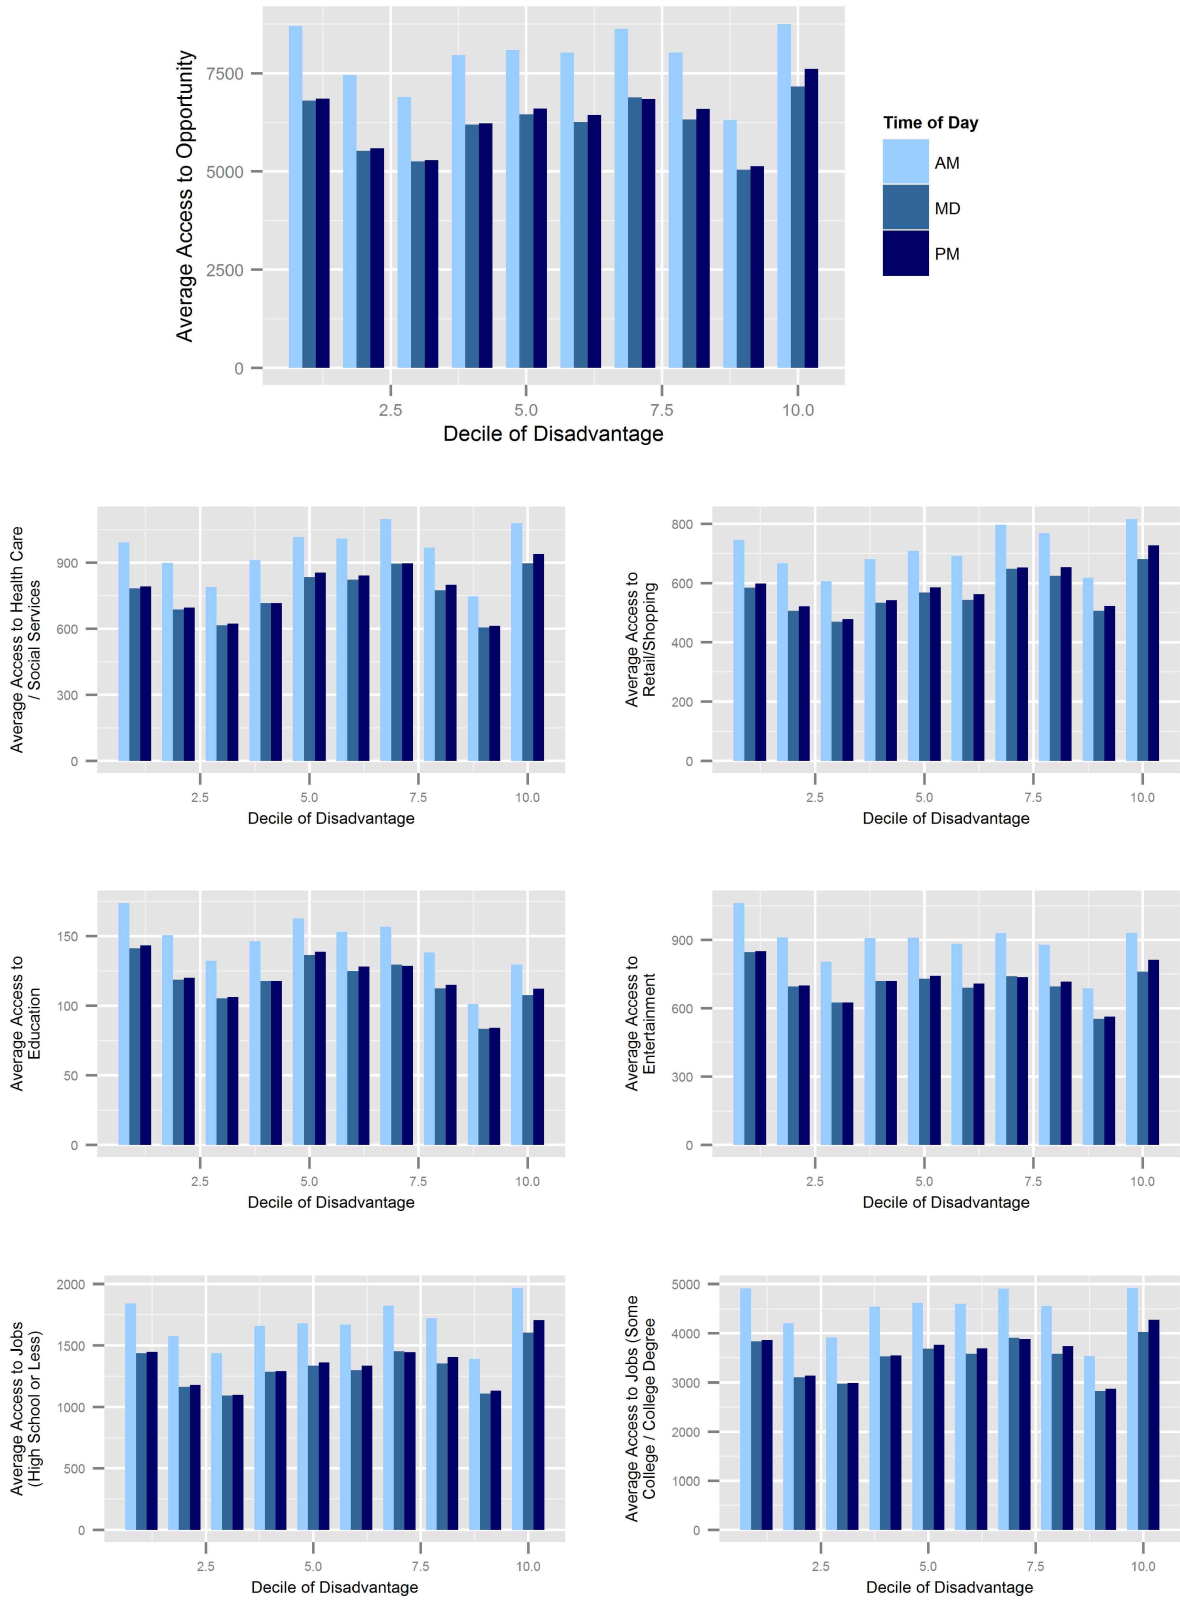 Average Access to Opportunity
7500
5000
2500
0
2.5
5.0
7.5
10.0
Decile of Disadvantage
Time of Day
AM
MD
PM
Average Access to Health Care
/ Social Services
900
600
300
0
2.5
5.0
7.5
10.0
Decile of Disadvantage
Average Access to
Retail/Shopping
800
600
400
200
0
2.5
5.0
7.5
10.0
Decile of Disadvantage
Average Access to
Education
150
100
50
0
2.5
5.0
7.5
10.0
Decile of Disadvantage
Average Access to
Entertainment
900
600
300
0
2.5
5.0
7.5
10.0
Decile of Disadvantage
Average Access to Jobs
(High School or Less)
2000
1500
1000
500
0
2.5
5.0
7.5
10.0
Decile of Disadvantage
Average Access to Jobs (Some
College / College Degree
5000
4000
3000
2000
1000
0
2.5
5.0
7.5
10.0
Decile of Disadvantage